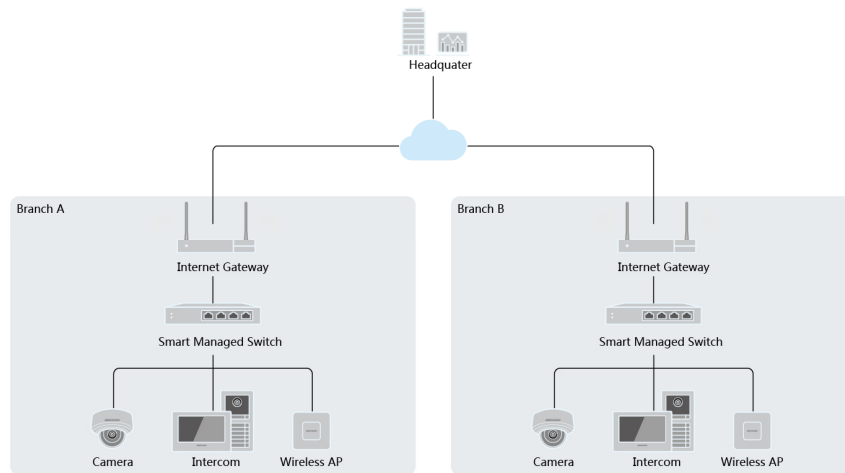 Headquater
Branch A
Branch B
Internet Gateway
Internet Gateway
Smart Managed Switch
Smart Managed Switch
Camera
Intercom
Wireless AP
Camera
Intercom
Wireless AP